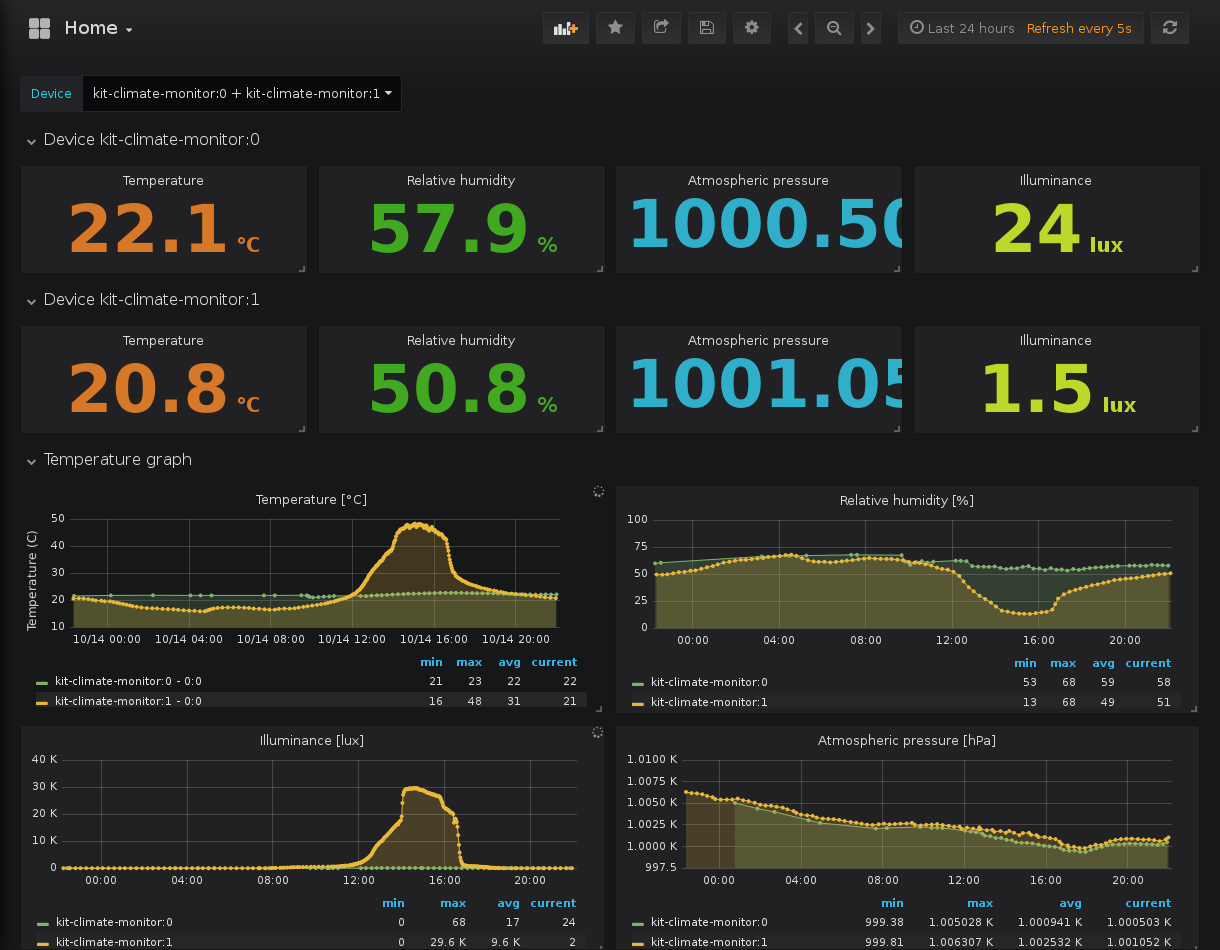 Home
Last 24 hours Refresh every 5s
Device kit-climate-monitor:0 + kit-climate-monitor:1
Device kit-climate-monitor:0
Temperature Relative humidity Atmospheric pressure Illuminance
22.1 °C 57.9 % 1000.50 24 lux
Device kit-climate-monitor:1
Temperature Relative humidity Atmospheric pressure Illuminance
20.8 °C 50.8 % 1001.05 1.5 lux
Temperature graph
Temperature [°C]
Temperature (C)
50
40
30
20
10
10/14 00:00 10/14 04:00 10/14 08:00 10/14 12:00 10/14 16:00 10/14 20:00
min max avg current
kit-climate-monitor:0 - 0:0 21 23 22 22
kit-climate-monitor:1 - 0:0 16 48 31 21
Relative humidity [%]
100
75
50
25
0
00:00 04:00 08:00 12:00 16:00 20:00
min max avg current
kit-climate-monitor:0 53 68 59 58
kit-climate-monitor:1 13 68 49 51
Illuminance [lux]
40 K
30 K
20 K
10 K
0
00:00 04:00 08:00 12:00 16:00 20:00
min max avg current
kit-climate-monitor:0 0 68 17 24
kit-climate-monitor:1 0 29.6 K 9.6 K 2
Atmospheric pressure [hPa]
1.0100 K
1.0075 K
1.0050 K
1.0025 K
1.0000 K
997.5
00:00 04:00 08:00 12:00 16:00 20:00
min max avg current
kit-climate-monitor:0 999.38 1.005028 K 1.000941 K 1.000503 K
kit-climate-monitor:1 999.81 1.006307 K 1.002532 K 1.001052 K